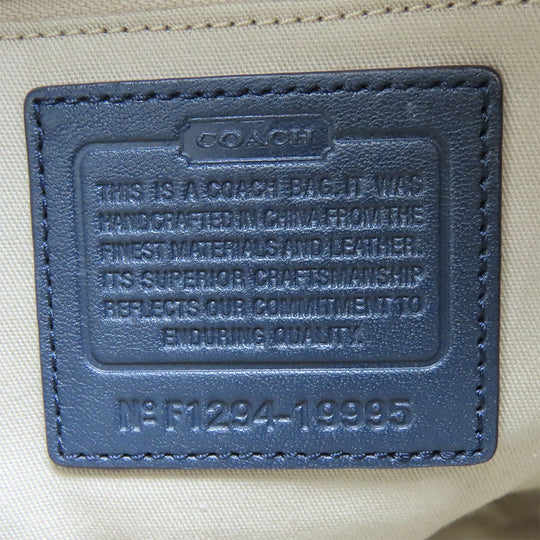 COACH
THIS IS A COACH BAG. IT WAS
HANDCRAFTED IN CHINA FROM THE
FINEST MATERIALS AND LEATHER.
ITS SUPERIOR CRAFTSMANSHIP
REFLECTS OUR COMMITMENT TO
ENDURING QUALITY.
Nº F1294-19995